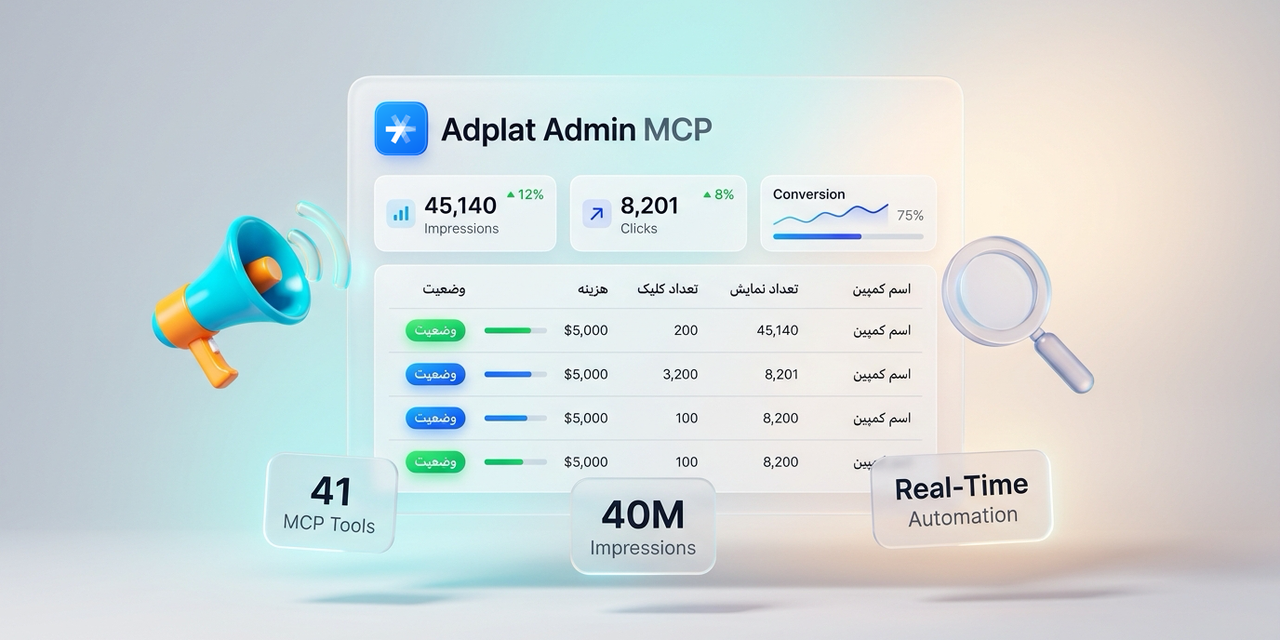 Adplat Admin MCP
45,140
12%
Impressions
8,201
8%
Clicks
Conversion
75%
اسم کمپین تعداد نمایش تعداد کلیک هزینه وضعیت
اسم کمپین 45,140 200 $5,000 وضعیت
اسم کمپین 8,201 3,200 $5,000 وضعیت
اسم کمپین 8,200 100 $5,000 وضعیت
8,200 100 $5,000 وضعیت
41
MCP Tools
40M
Impressions
Real-Time
Automation